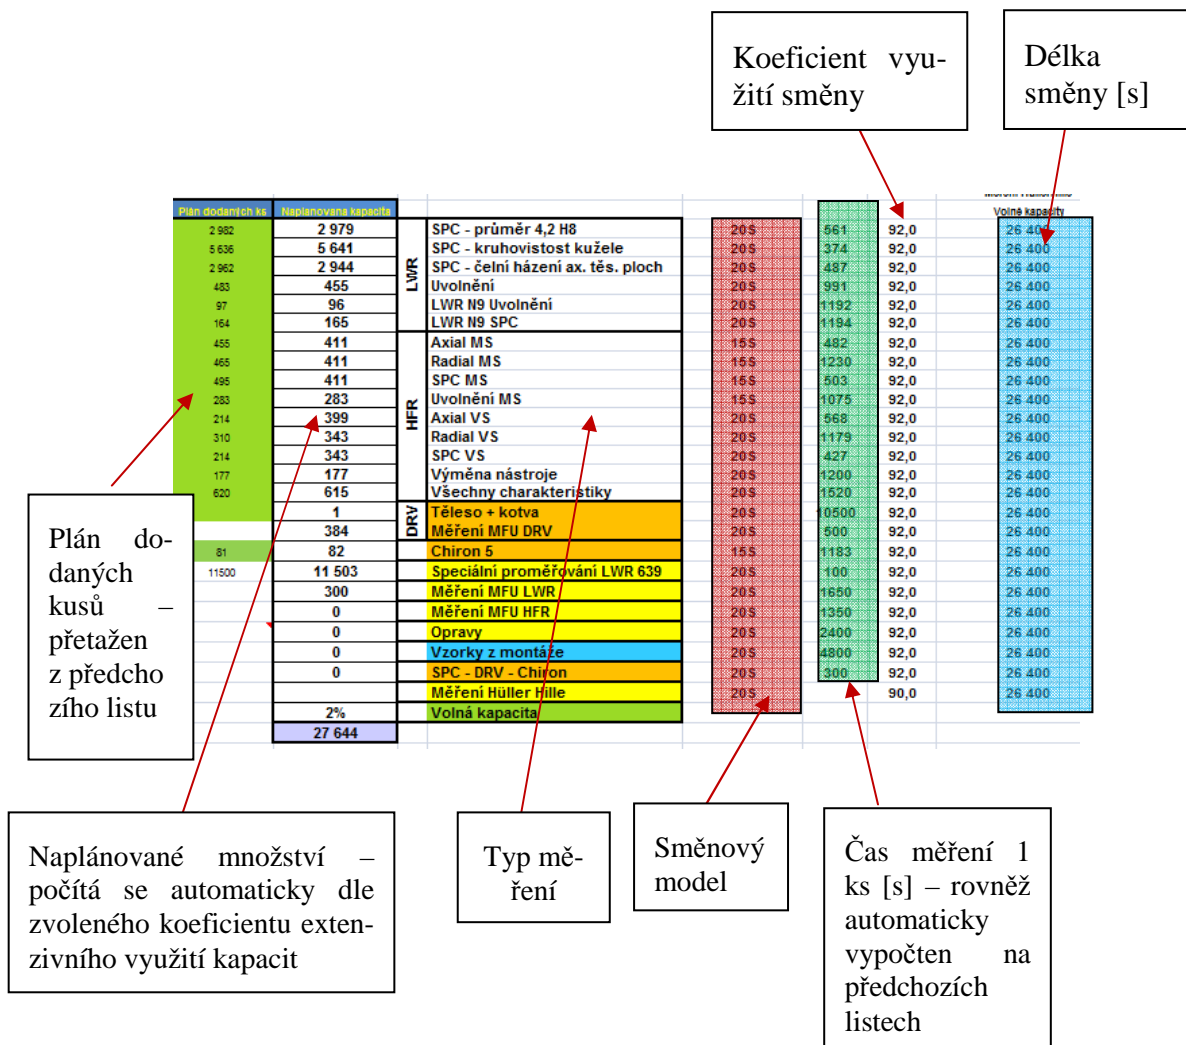 Koeficient vyu-
žití směny
Délka
směny [s]
Plán dodaných ks Naplanovana kapacita
Volné kapacity
2 982 2 979 SPC - průměr 4,2 H8 20S 561 92,0 26 400
5 636 5 641 SPC - kruhovistost kužele 20S 374 92,0 26 400
2 962 2 944 SPC - čelní házení ax. těs. ploch 20S 487 92,0 26 400
483 455 Uvolnění 20S 991 92,0 26 400
97 96 LWR N9 Uvolnění 20S 1192 92,0 26 400
164 165 LWR N9 SPC 20S 1194 92,0 26 400
LWR
455 411 Axial MS 15S 482 92,0 26 400
465 411 Radial MS 15S 1230 92,0 26 400
495 411 SPC MS 15S 503 92,0 26 400
283 283 Uvolnění MS 15S 1075 92,0 26 400
214 399 Axial VS 20S 568 92,0 26 400
310 343 Radial VS 20S 1179 92,0 26 400
214 343 SPC VS 20S 427 92,0 26 400
177 177 Výměna nástroje 20S 1200 92,0 26 400
620 615 Všechny charakteristiky 20S 1520 92,0 26 400
HFR
1 Těleso + kotva 20S 10500 92,0 26 400
384 Měření MFU DRV 20S 500 92,0 26 400
DRV
81 82 Chiron 5 15S 1183 92,0 26 400
11500 11 503 Speciální proměřování LWR 639 20S 100 92,0 26 400
300 Měření MFU LWR 20S 1650 92,0 26 400
0 Měření MFU HFR 20S 1350 92,0 26 400
0 Opravy 20S 2400 92,0 26 400
0 Vzorky z montáže 20S 4800 92,0 26 400
0 SPC - DRV - Chiron 20S 300 92,0 26 400
Měření Hüller Hille 20S 90,0 26 400
2% Volná kapacita
27 644
Plán do-
daných
kusů –
přetažen
z předcho
zího listu
Naplánované množství –
počítá se automaticky dle
zvoleného koeficientu exten-
zivního využití kapacit
Typ mě-
ření
Směnový
model
Čas měření 1
ks [s] – rovněž
automaticky
vypočten na
předchozích
listech